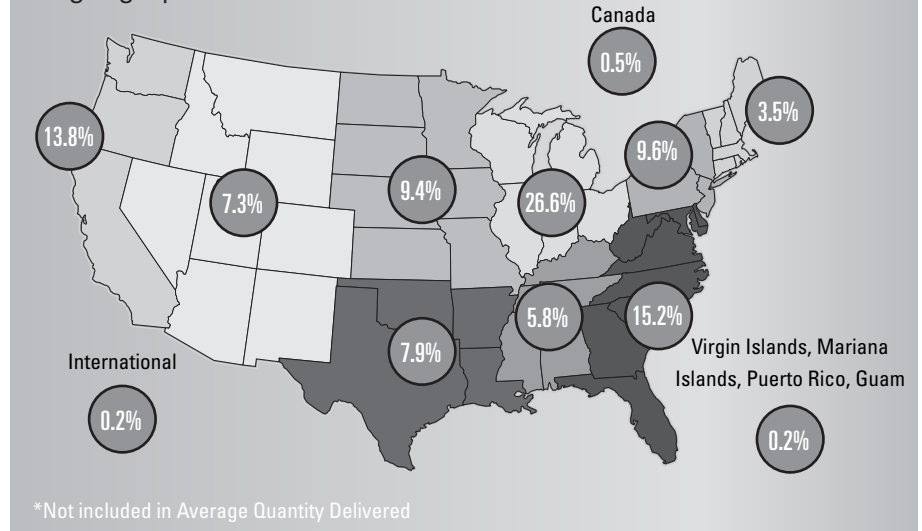 Canada
0.5%
3.5%
13.8%
9.6%
7.3%
9.4%
26.6%
5.8%
15.2%
7.9%
Virgin Islands, Mariana
Islands, Puerto Rico, Guam
0.2%
International
0.2%
*Not included in Average Quantity Delivered